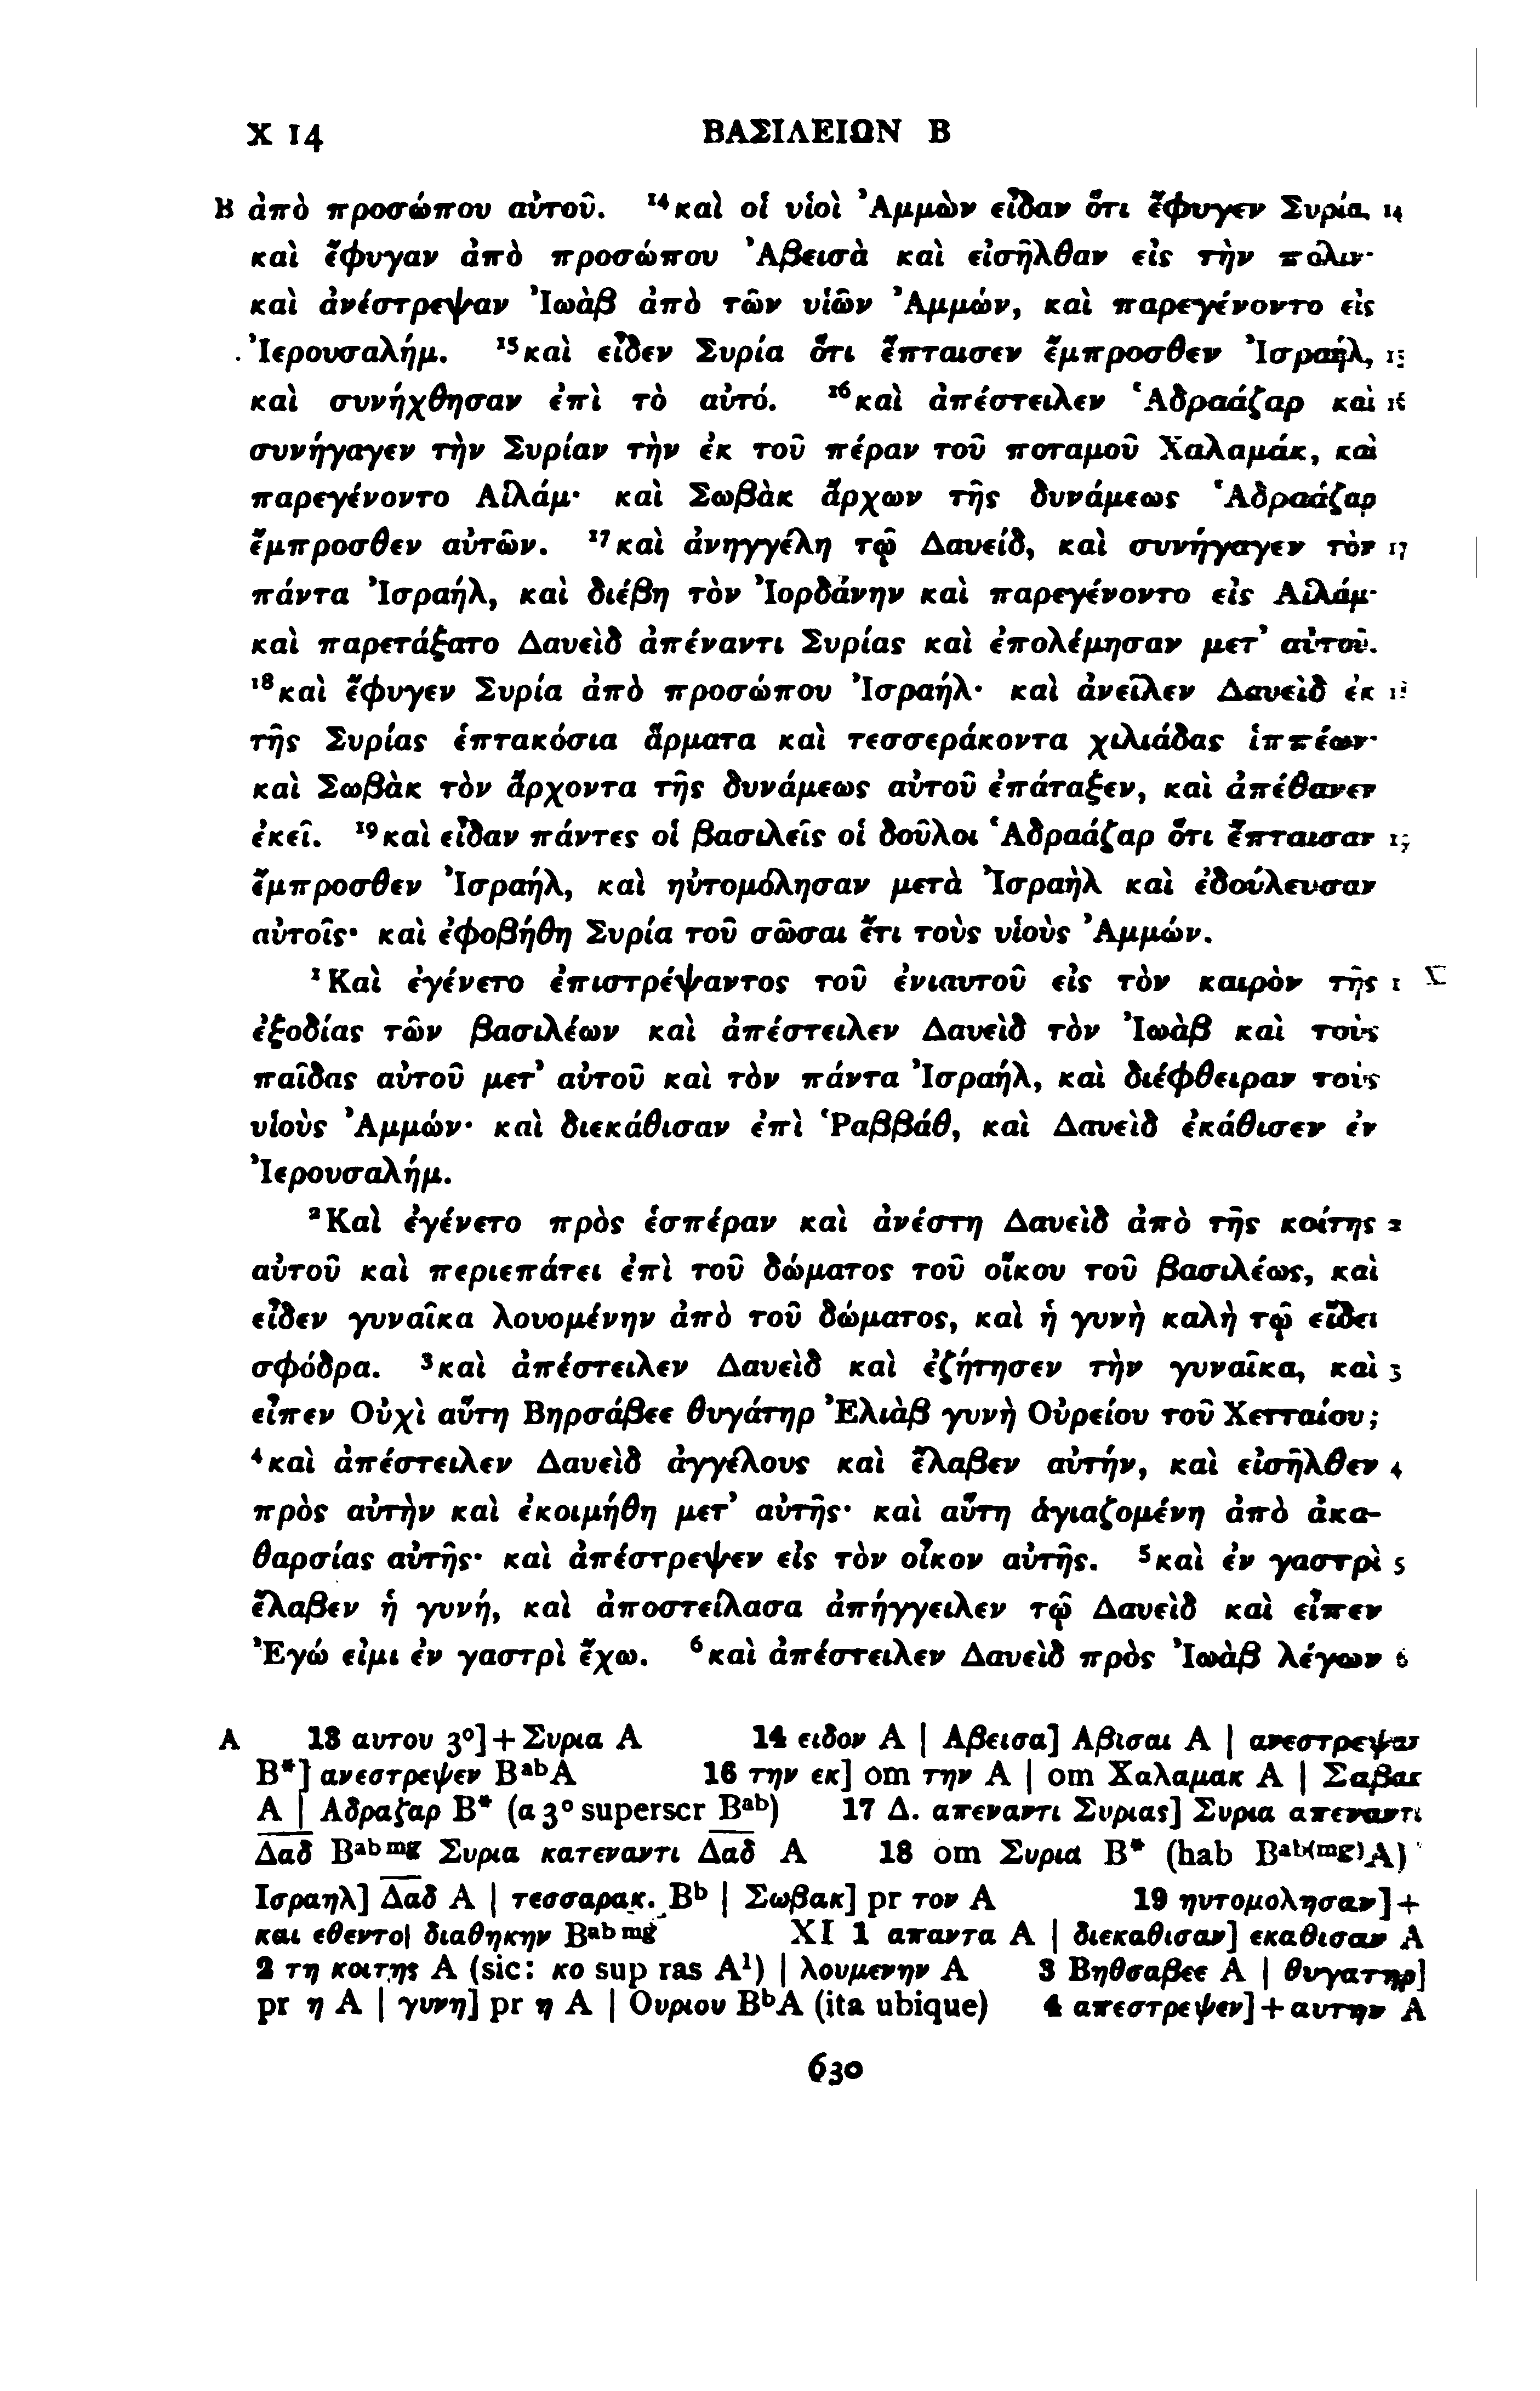 X 14 ΒΑΣΙΛΕΙΩΝ Β
B ἀπὸ προσώπου αὐτοῦ. ¹⁴καὶ οἱ υἱοὶ Ἀμμὼν εἶδαν ὅτι ἔφυγεν Συρία, 14
καὶ ἔφυγαν ἀπὸ προσώπου Ἀβεισὰ καὶ εἰσῆλθαν εἰς τὴν πόλιν·
καὶ ἀνέστρεψαν Ἰωὰβ ἀπὸ τῶν υἱῶν Ἀμμών, καὶ παρεγένοντο εἰς
Ἰερουσαλήμ. ¹⁵καὶ εἶδεν Συρία ὅτι ἔπταισεν ἔμπροσθεν Ἰσραήλ, 15
καὶ συνήχθησαν ἐπὶ τὸ αὐτό. ¹⁶καὶ ἀπέστειλεν Ἁδραάζαρ καὶ 16
συνήγαγεν τὴν Συρίαν τὴν ἐκ τοῦ πέραν τοῦ ποταμοῦ Χαλαμάκ, καὶ
παρεγένοντο Αἰλάμ· καὶ Σωβὰκ ἄρχων τῆς δυνάμεως Ἁδραάζαρ
ἔμπροσθεν αὐτῶν. ¹⁷καὶ ἀνηγγέλη τῷ Δαυείδ, καὶ συνήγαγεν τὸν 17
πάντα Ἰσραήλ, καὶ διέβη τὸν Ἰορδάνην καὶ παρεγένοντο εἰς Αἰλάμ·
καὶ παρετάξατο Δαυεὶδ ἀπέναντι Συρίας καὶ ἐπολέμησαν μετ᾽ αὐτοῦ.
¹⁸καὶ ἔφυγεν Συρία ἀπὸ προσώπου Ἰσραήλ· καὶ ἀνεῖλεν Δαυεὶδ ἐκ 18
τῆς Συρίας ἑπτακόσια ἅρματα καὶ τεσσεράκοντα χιλιάδας ἱππέων·
καὶ Σωβὰκ τὸν ἄρχοντα τῆς δυνάμεως αὐτοῦ ἐπάταξεν, καὶ ἀπέθανεν
ἐκεῖ. ¹⁹καὶ εἶδαν πάντες οἱ βασιλεῖς οἱ δοῦλοι Ἁδραάζαρ ὅτι ἔπταισαν 19
ἔμπροσθεν Ἰσραήλ, καὶ ηὐτομόλησαν μετὰ Ἰσραὴλ καὶ ἐδούλευσαν
αὐτοῖς· καὶ ἐφοβήθη Συρία τοῦ σῶσαι ἔτι τοὺς υἱοὺς Ἀμμών.
¹Καὶ ἐγένετο ἐπιστρέψαντος τοῦ ἐνιαυτοῦ εἰς τὸν καιρὸν τῆς 1
ἐξοδίας τῶν βασιλέων καὶ ἀπέστειλεν Δαυεὶδ τὸν Ἰωὰβ καὶ τοὺς
παῖδας αὐτοῦ μετ᾽ αὐτοῦ καὶ τὸν πάντα Ἰσραήλ, καὶ διέφθειραν τοὺς
υἱοὺς Ἀμμών· καὶ διεκάθισαν ἐπὶ Ῥαββάθ, καὶ Δαυεὶδ ἐκάθισεν ἐν
Ἰερουσαλήμ.
²Καὶ ἐγένετο πρὸς ἑσπέραν καὶ ἀνέστη Δαυεὶδ ἀπὸ τῆς κοίτης 2
αὐτοῦ καὶ περιεπάτει ἐπὶ τοῦ δώματος τοῦ οἴκου τοῦ βασιλέως, καὶ
εἶδεν γυναῖκα λουομένην ἀπὸ τοῦ δώματος, καὶ ἡ γυνὴ καλὴ τῷ εἴδει
σφόδρα. ³καὶ ἀπέστειλεν Δαυεὶδ καὶ ἐζήτησεν τὴν γυναῖκα, καὶ 3
εἶπεν Οὐχὶ αὕτη Βηρσάβεε θυγάτηρ Ἐλιὰβ γυνὴ Οὐρείου τοῦ Χετταίου;
⁴καὶ ἀπέστειλεν Δαυεὶδ ἀγγέλους καὶ ἔλαβεν αὐτήν, καὶ εἰσῆλθεν 4
πρὸς αὐτὴν καὶ ἐκοιμήθη μετ᾽ αὐτῆς· καὶ αὕτη ἁγιαζομένη ἀπὸ ἀκα-
θαρσίας αὐτῆς· καὶ ἀπέστρεψεν εἰς τὸν οἶκον αὐτῆς. ⁵καὶ ἐν γαστρὶ 5
ἔλαβεν ἡ γυνή, καὶ ἀποστείλασα ἀπήγγειλεν τῷ Δαυεὶδ καὶ εἶπεν
Ἐγώ εἰμι ἐν γαστρὶ ἔχω. ⁶καὶ ἀπέστειλεν Δαυεὶδ πρὸς Ἰωὰβ λέγων 6
A 13 αυτου 3°]+Συρια A 14 ειδον A | Αβεισα] Αβισαι A | ανεστρεψαν
B*] ανεστρεψεν BᵃᵇA 16 την εκ] om την A | om Χαλαμακ A | Σαβακ
A | Αδραζαρ B* (α 3° superscr Bᵃᵇ) 17 Δ. απεναντι Συριας] Συρια απεναντι
Δαδ Bᵃᵇᵐᵍ Συρια κατεναντι Δαδ A 18 om Συρια B* (hab Bᵃᵇ⁽ᵐᵍ⁾A)
Ισραηλ] Δαδ A | τεσσαρακ. Bᵇ | Σωβακ] pr τον A 19 ηυτομολησαν]+
και εθεντο| διαθηκην Bᵃᵇᵐᵍ XI 1 απαντα A | διεκαθισαν] εκαθισαν A
2 τη κοιτης A (sic: κο sup ras A¹) | λουμενην A 3 Βηθσαβεε A | θυγατηρ]
pr η A | γυνη] pr η A | Ουριου BᵇA (ita ubique) 4 απεστρεψεν]+αυτην A
630